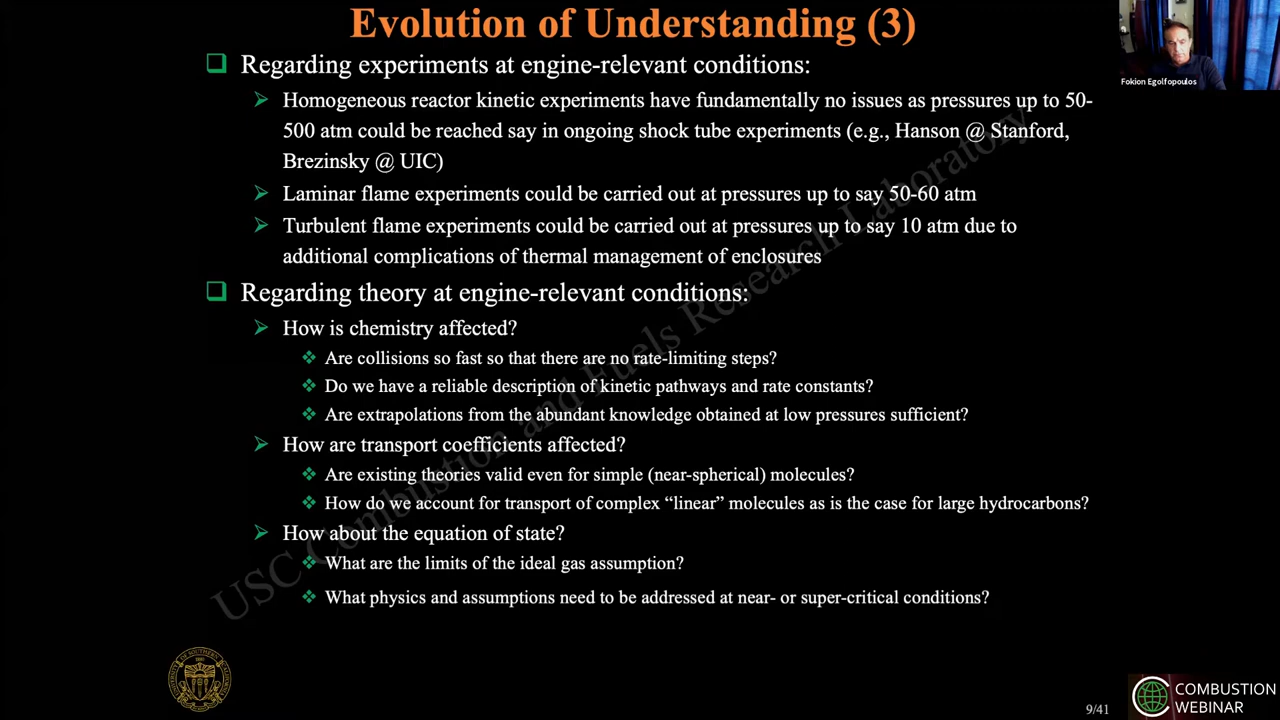 Evolution of Understanding (3)
Fokion Egolfopoulos
Regarding experiments at engine-relevant conditions:
Homogeneous reactor kinetic experiments have fundamentally no issues as pressures up to 50-
500 atm could be reached say in ongoing shock tube experiments (e.g., Hanson @ Stanford,
Brezinsky @ UIC)
Laminar flame experiments could be carried out at pressures up to say 50-60 atm
Turbulent flame experiments could be carried out at pressures up to say 10 atm due to
additional complications of thermal management of enclosures
Regarding theory at engine-relevant conditions:
How is chemistry affected?
Are collisions so fast so that there are no rate-limiting steps?
Do we have a reliable description of kinetic pathways and rate constants?
Are extrapolations from the abundant knowledge obtained at low pressures sufficient?
How are transport coefficients affected?
Are existing theories valid even for simple (near-spherical) molecules?
How do we account for transport of complex “linear” molecules as is the case for large hydrocarbons?
How about the equation of state?
What are the limits of the ideal gas assumption?
What physics and assumptions need to be addressed at near- or super-critical conditions?
USC Combustion and Fuels Research Laboratory
9/41
COMBUSTION
WEBINAR